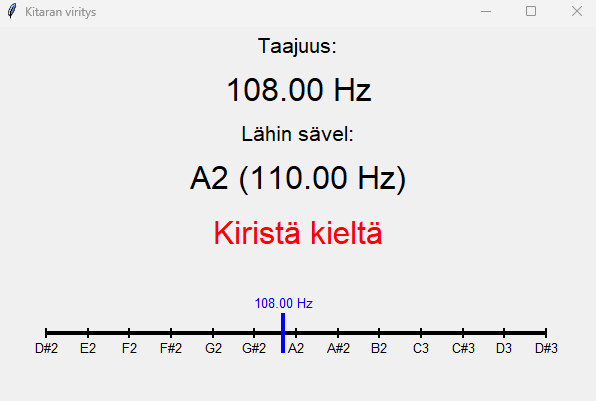 Kitaran viritys
Taajuus:
108.00 Hz
Lähin sävel:
A2 (110.00 Hz)
Kiristä kieltä
108.00 Hz
D#2 E2 F2 F#2 G2 G#2 A2 A#2 B2 C3 C#3 D3 D#3